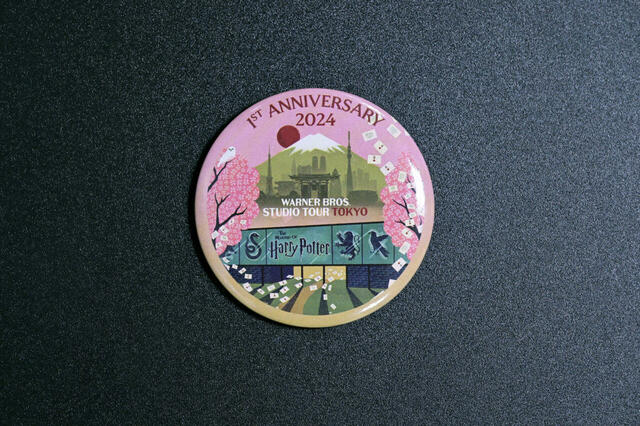 1ST ANNIVERSARY
2024
WARNER BROS.
STUDIO TOUR TOKYO
The
MAKING OF
Harry Potter